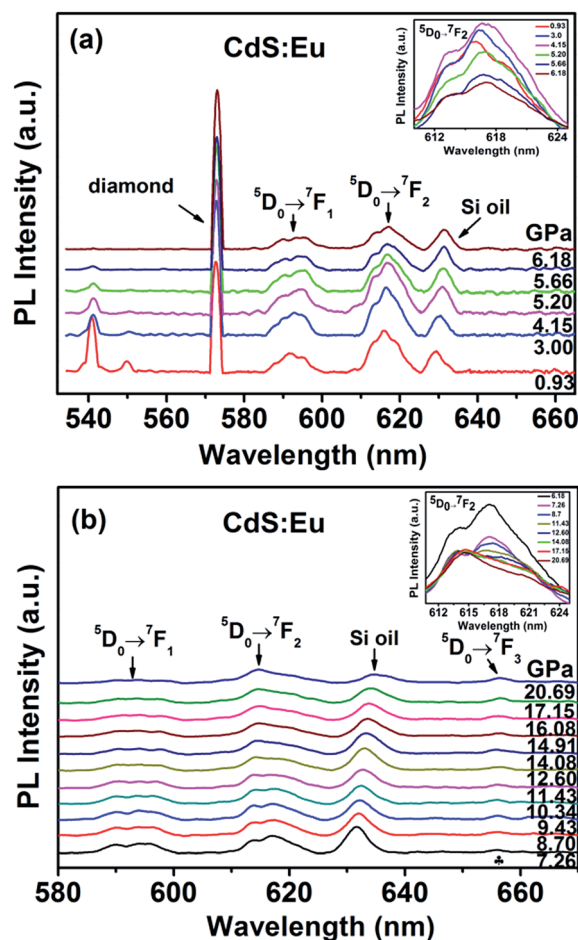 (a)
CdS:Eu
⁵D₀→⁷F₂
0.93
3.0
4.15
5.20
5.66
6.18
PL Intensity (a.u.)
612 618 624
Wavelength (nm)
diamond
⁵D₀→⁷F₁
⁵D₀→⁷F₂
Si oil
GPa
6.18
5.66
5.20
4.15
3.00
0.93
PL Intensity (a.u.)
540 560 580 600 620 640 660
Wavelength (nm)
(b)
CdS:Eu
⁵D₀→⁷F₂
6.18
7.26
8.7
11.43
12.60
14.08
17.15
20.69
PL Intensity (a.u.)
612 615 618 621 624
Wavelength (nm)
⁵D₀→⁷F₁
⁵D₀→⁷F₂
Si oil
⁵D₀→⁷F₃
GPa
20.69
17.15
16.08
14.91
14.08
12.60
11.43
10.34
9.43
8.70
7.26
♣
PL Intensity (a.u.)
580 600 620 640 660
Wavelength (nm)